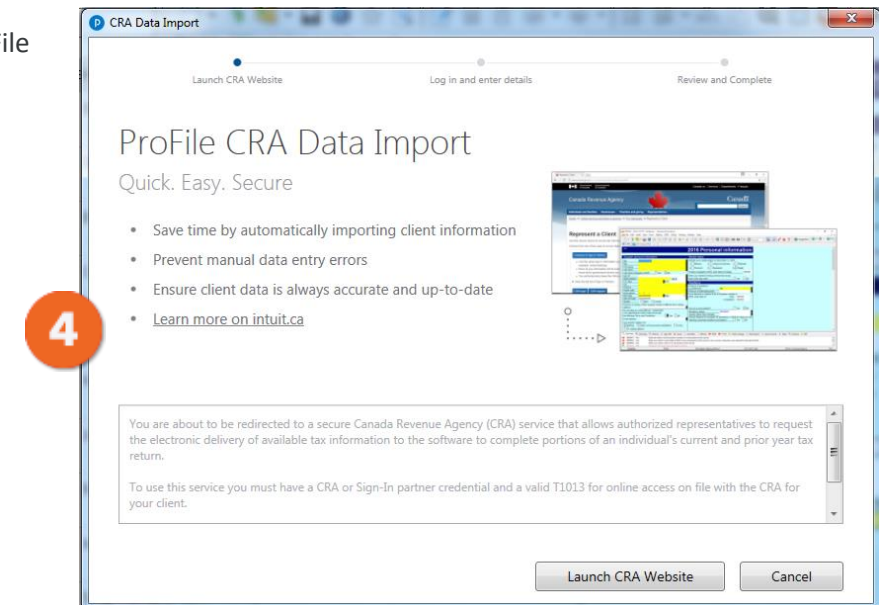 File
CRA Data Import
Launch CRA Website
Log in and enter details
Review and Complete
ProFile CRA Data Import
Quick. Easy. Secure
• Save time by automatically importing client information
• Prevent manual data entry errors
• Ensure client data is always accurate and up-to-date
• Learn more on intuit.ca
4
Canada Revenue Agency
Canada
Represent a Client
2016 Personal Information
You are about to be redirected to a secure Canada Revenue Agency (CRA) service that allows authorized representatives to request
the electronic delivery of available tax information to the software to complete portions of an individual's current and prior year tax
return.
To use this service you must have a CRA or Sign-In partner credential and a valid T1013 for online access on file with the CRA for
your client.
Launch CRA Website
Cancel